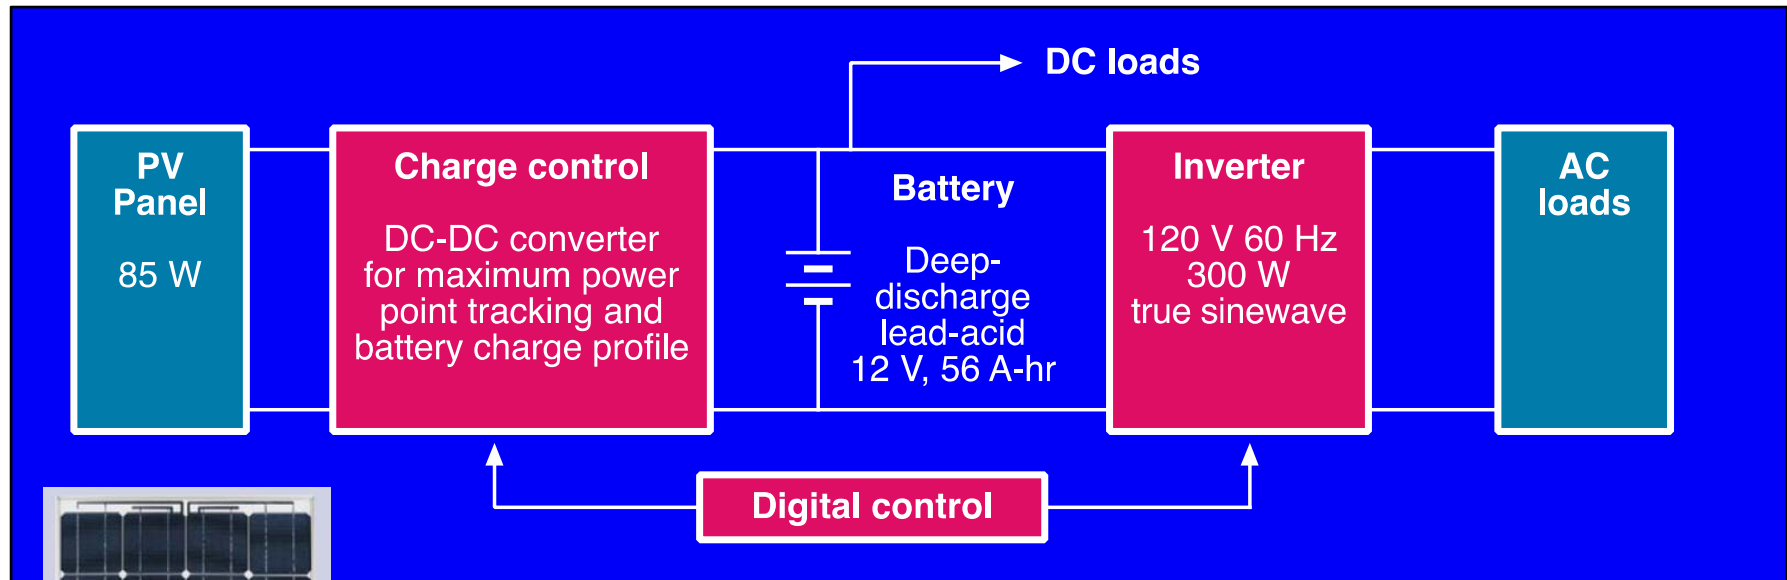 DC loads
PV
Panel
85 W
Charge control
DC-DC converter
for maximum power
point tracking and
battery charge profile
Battery
Deep-
discharge
lead-acid
12 V, 56 A-hr
Inverter
120 V 60 Hz
300 W
true sinewave
AC
loads
Digital control